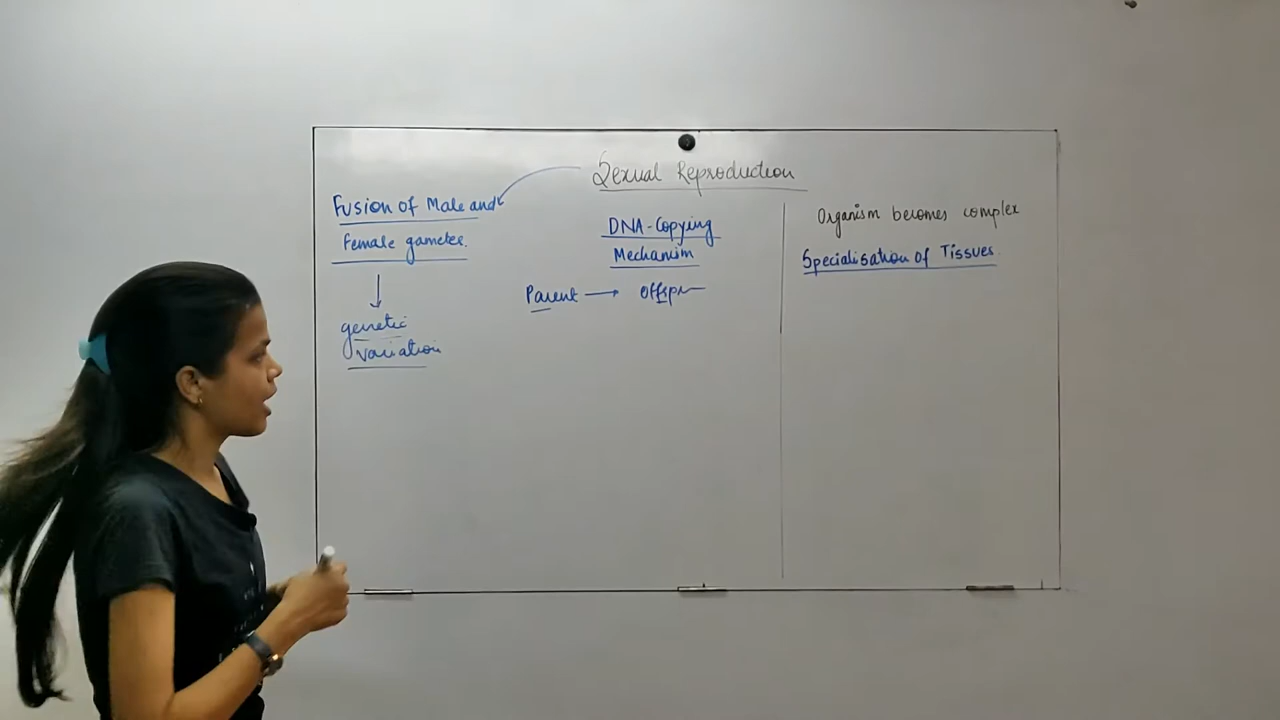 Sexual Reproduction
Fusion of Male and
Female gametes.
genetic
variation
DNA-Copying
Mechanism
Parent → Offspr
Organism becomes complex
Specialisation of Tissues.